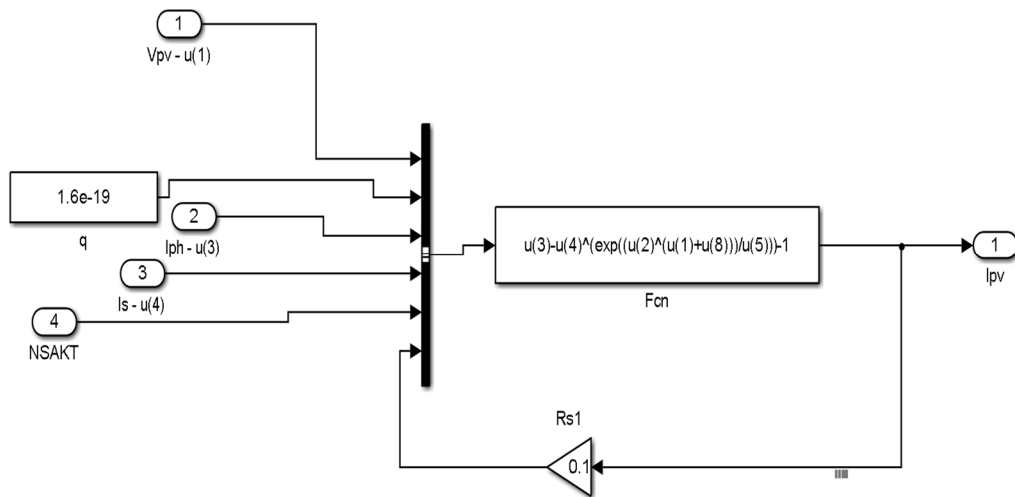 1
Vpv - u(1)
1.6e-19
q
2
Iph - u(3)
3
Is - u(4)
4
NSAKT
u(3)-u(4)^(exp((u(2)^(u(1)+u(8)))/u(5)))-1
Fcn
1
Ipv
Rs1
0.1